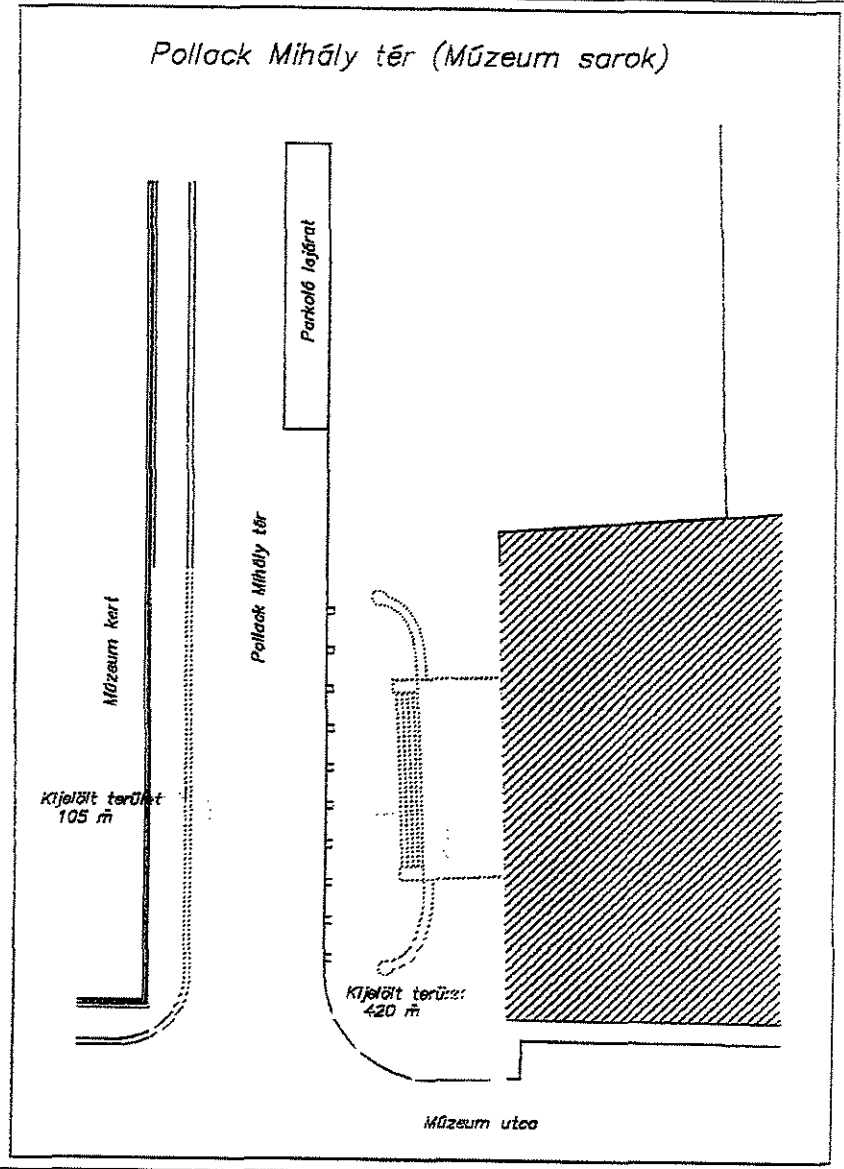 Pollack Mihály tér (Múzeum sarok)
Parkoló lejárat
Pollack Mihály tér
Múzeum kert
Kijelölt terület
105 m̄
Kijelölt terület
420 m̄
Múzeum utca